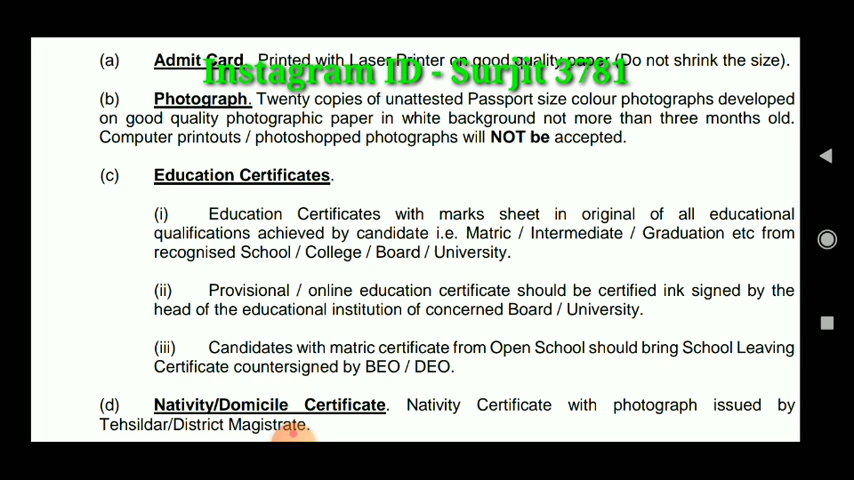 (a) Admit Card. Printed with Laser Printer on good quality paper (Do not shrink the size).
Instagram ID - Surjit 3781
(b) Photograph. Twenty copies of unattested Passport size colour photographs developed
on good quality photographic paper in white background not more than three months old.
Computer printouts / photoshopped photographs will NOT be accepted.
(c) Education Certificates.
(i) Education Certificates with marks sheet in original of all educational
qualifications achieved by candidate i.e. Matric / Intermediate / Graduation etc from
recognised School / College / Board / University.
(ii) Provisional / online education certificate should be certified ink signed by the
head of the educational institution of concerned Board / University.
(iii) Candidates with matric certificate from Open School should bring School Leaving
Certificate countersigned by BEO / DEO.
(d) Nativity/Domicile Certificate. Nativity Certificate with photograph issued by
Tehsildar/District Magistrate.